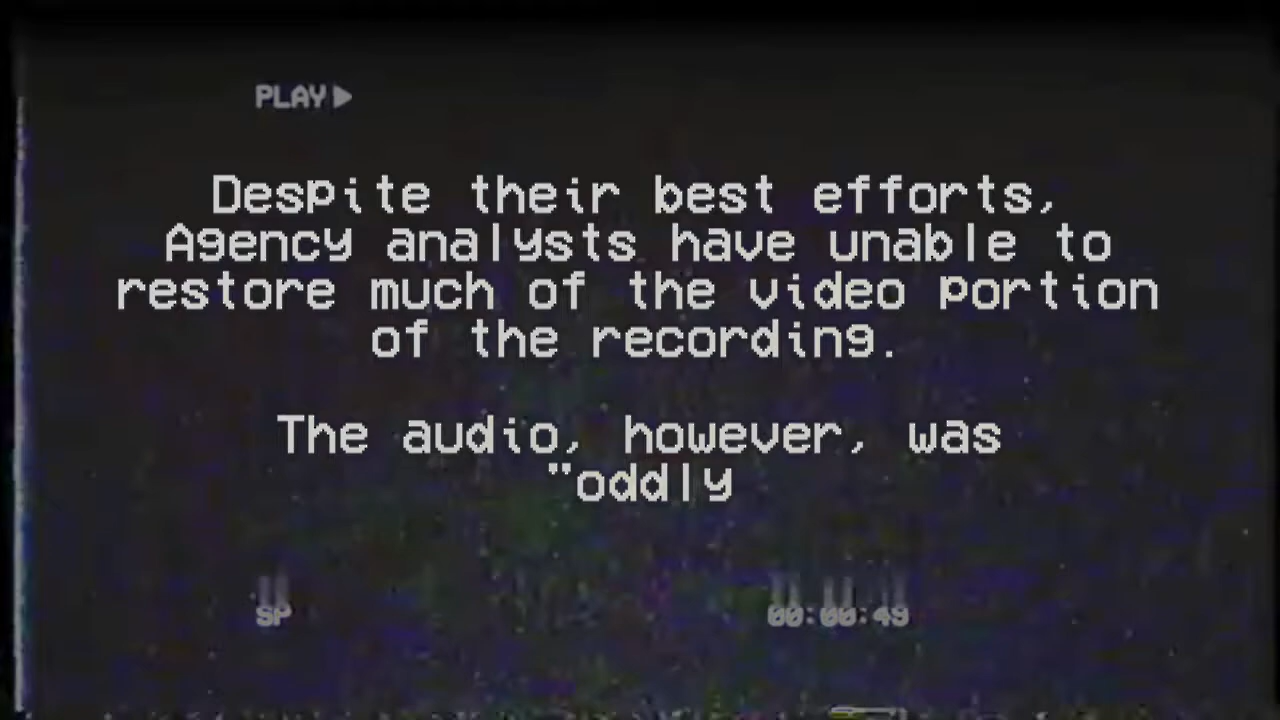 PLAY
Despite their best efforts,
Agency analysts have unable to
restore much of the video portion
of the recording.
The audio, however, was
"oddly
SP
00:00:49